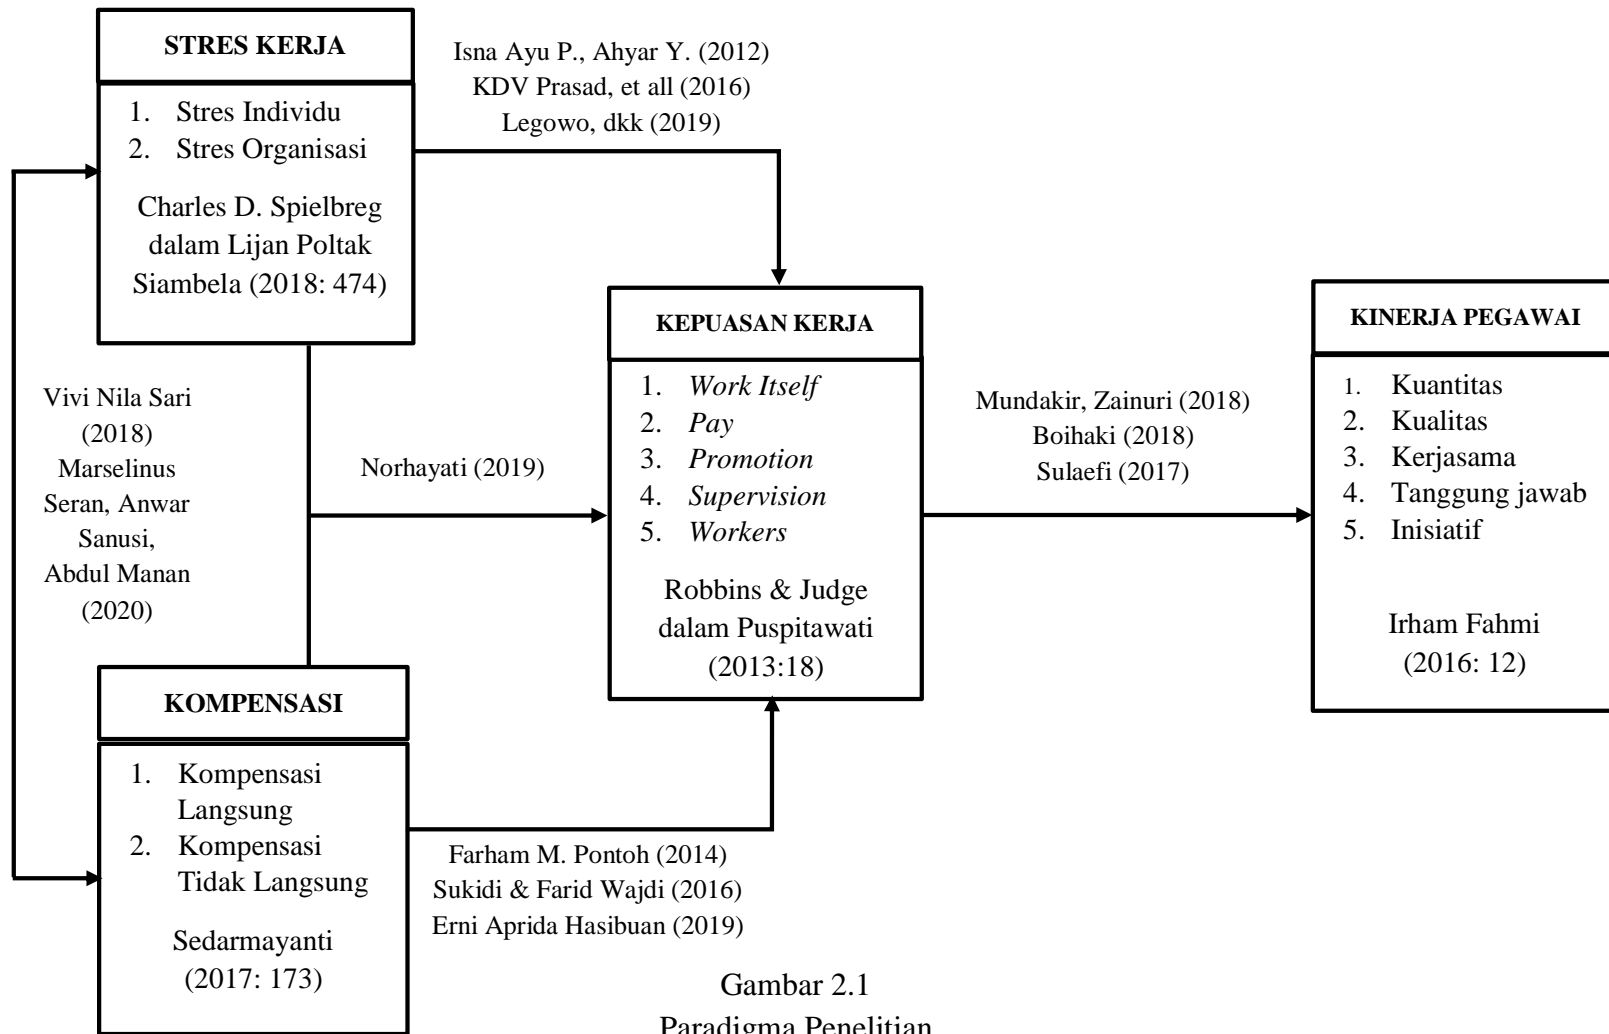 STRES KERJA
1. Stres Individu
2. Stres Organisasi
Charles D. Spielbreg
dalam Lijan Poltak
Siambela (2018: 474)
Isna Ayu P., Ahyar Y. (2012)
KDV Prasad, et all (2016)
Legowo, dkk (2019)
Vivi Nila Sari
(2018)
Marselinus
Seran, Anwar
Sanusi,
Abdul Manan
(2020)
Norhayati (2019)
KEPUASAN KERJA
1. Work Itself
2. Pay
3. Promotion
4. Supervision
5. Workers
Robbins & Judge
dalam Puspitawati
(2013:18)
Mundakir, Zainuri (2018)
Boihaki (2018)
Sulaefi (2017)
KINERJA PEGAWAI
1. Kuantitas
2. Kualitas
3. Kerjasama
4. Tanggung jawab
5. Inisiatif
Irham Fahmi
(2016: 12)
KOMPENSASI
1. Kompensasi
Langsung
2. Kompensasi
Tidak Langsung
Sedarmayanti
(2017: 173)
Farham M. Pontoh (2014)
Sukidi & Farid Wajdi (2016)
Erni Aprida Hasibuan (2019)
Gambar 2.1
Paradigma Penelitian